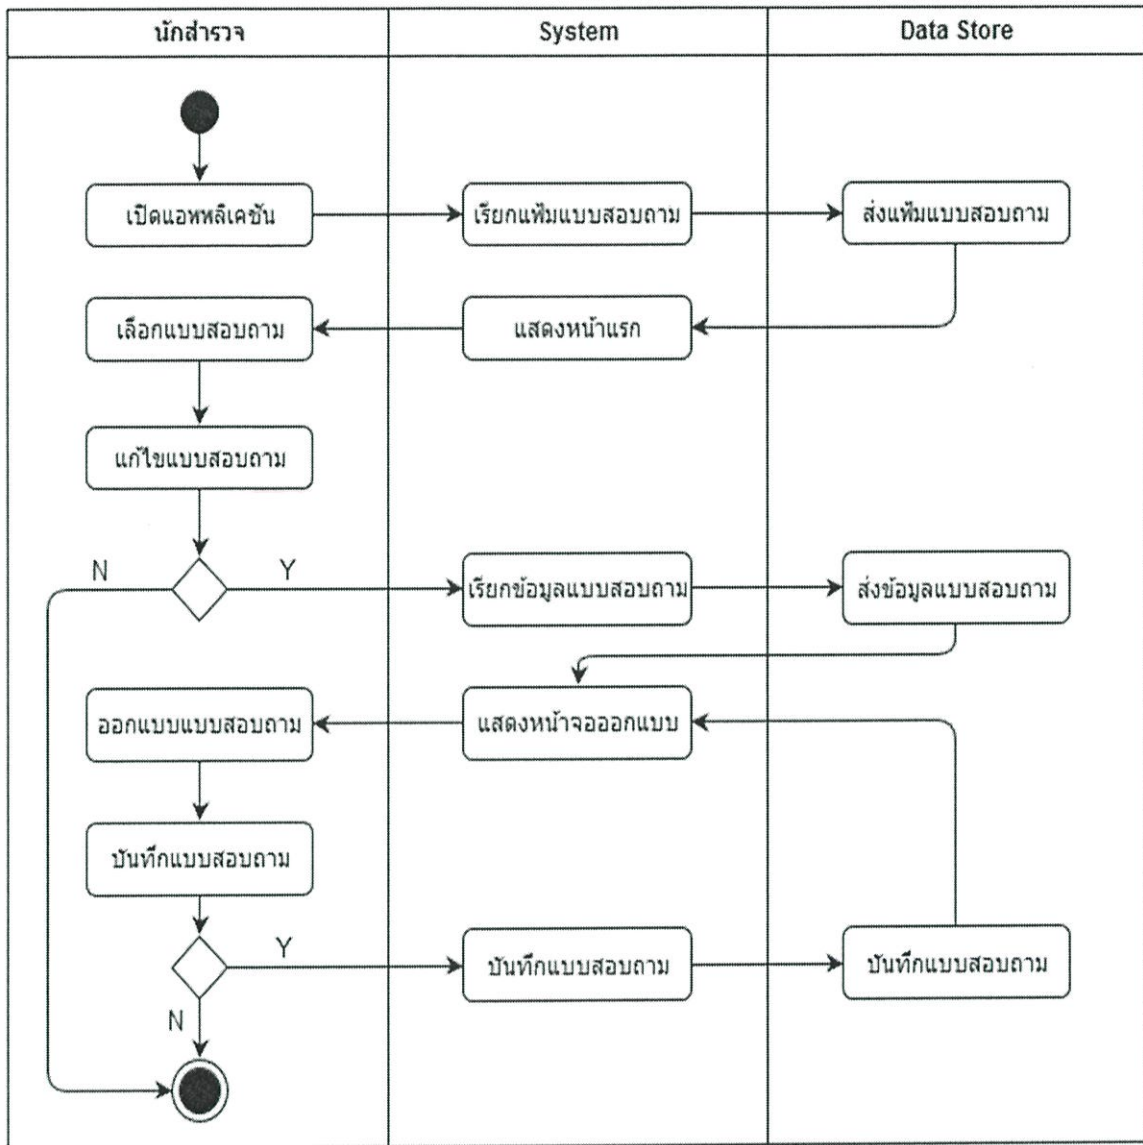 นักสำรวจ
System
Data Store
เปิดแอพพลิเคชัน
เรียกแฟ้มแบบสอบถาม
ส่งแฟ้มแบบสอบถาม
เลือกแบบสอบถาม
แสดงหน้าแรก
แก้ไขแบบสอบถาม
N
Y
เรียกข้อมูลแบบสอบถาม
ส่งข้อมูลแบบสอบถาม
ออกแบบแบบสอบถาม
แสดงหน้าจอออกแบบ
บันทึกแบบสอบถาม
Y
บันทึกแบบสอบถาม
บันทึกแบบสอบถาม
N